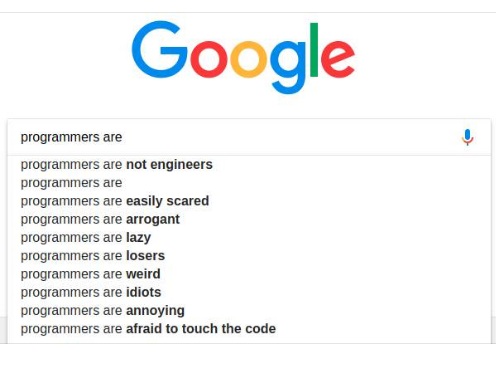 Google
programmers are
programmers are not engineers
programmers are
programmers are easily scared
programmers are arrogant
programmers are lazy
programmers are losers
programmers are weird
programmers are idiots
programmers are annoying
programmers are afraid to touch the code